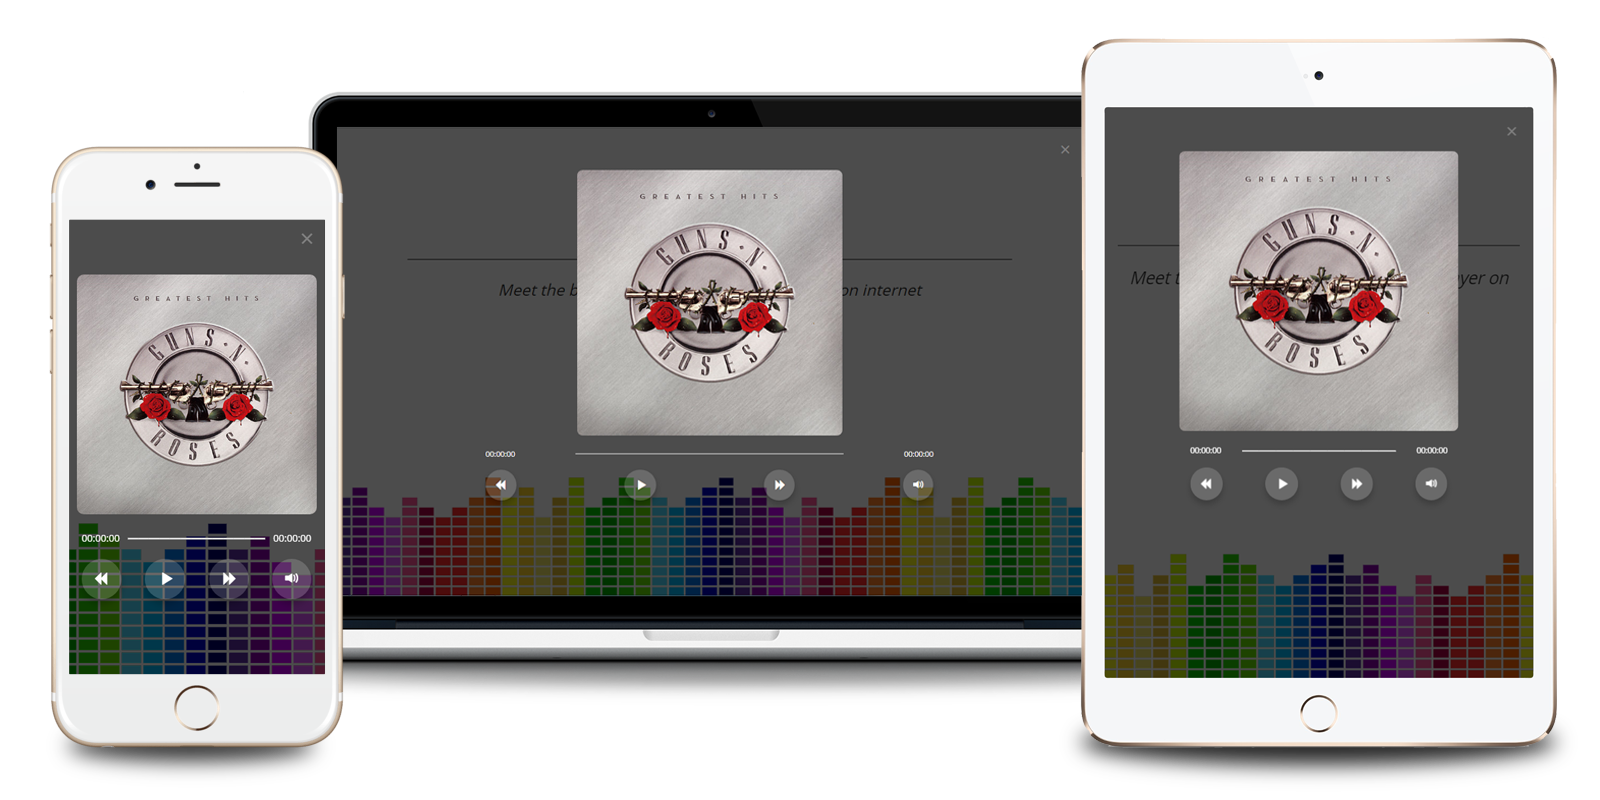 GREATEST HITS
GUNS N'
ROSES
00:00:00 00:00:00
GREATEST HITS
Meet the b on internet
GUNS N'
ROSES
00:00:00 00:00:00
GREATEST HITS
Meet t yer on
GUNS N'
ROSES
00:00:00 00:00:00